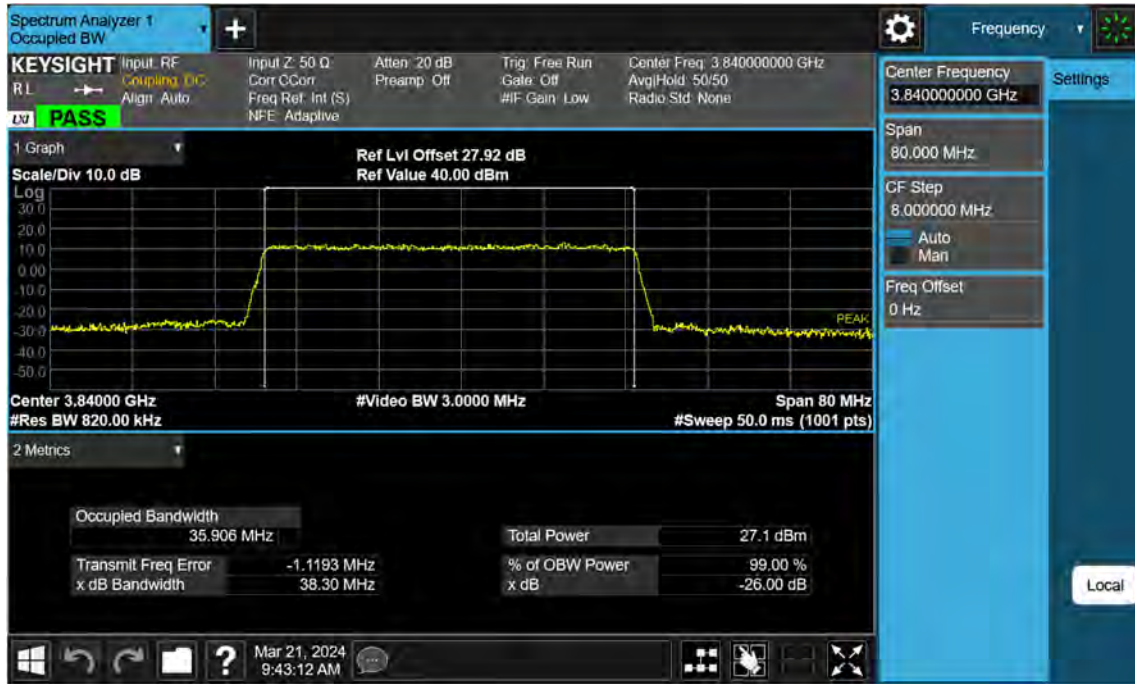 Spectrum Analyzer 1
Occupied BW
+
Frequency
KEYSIGHT
Input: RF
Coupling: DC
Align: Auto
Input Z: 50 Ω
Corr CCorr
Freq Ref: Int (S)
NFE: Adaptive
Atten: 20 dB
Preamp: Off
Trig: Free Run
Gate: Off
#IF Gain: Low
Center Freq: 3.840000000 GHz
Avg|Hold: 50/50
Radio Std: None
R L
LXI
PASS
Center Frequency
3.840000000 GHz
Settings
Span
80.000 MHz
CF Step
8.000000 MHz
Auto
Man
Freq Offset
0 Hz
1 Graph
Scale/Div 10.0 dB
Ref Lvl Offset 27.92 dB
Ref Value 40.00 dBm
Log
30.0
20.0
10.0
0.00
-10.0
-20.0
-30.0
-40.0
-50.0
PEAK
Center 3.84000 GHz
#Video BW 3.0000 MHz
Span 80 MHz
#Res BW 820.00 kHz
#Sweep 50.0 ms (1001 pts)
2 Metrics
Occupied Bandwidth
35.906 MHz
Total Power 27.1 dBm
Transmit Freq Error -1.1193 MHz
% of OBW Power 99.00 %
x dB Bandwidth 38.30 MHz
x dB -26.00 dB
Local
?
Mar 21, 2024
9:43:12 AM